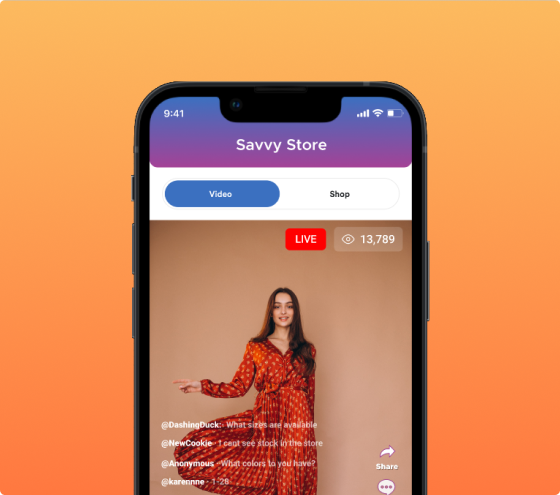 9:41
Savvy Store
Video
Shop
LIVE
13,789
@DashingDuck: · What sizes are available
@NewCookie · I cent see stock in the store
@Anonymous · What colors to you have?
@karennne · 1-28
Share